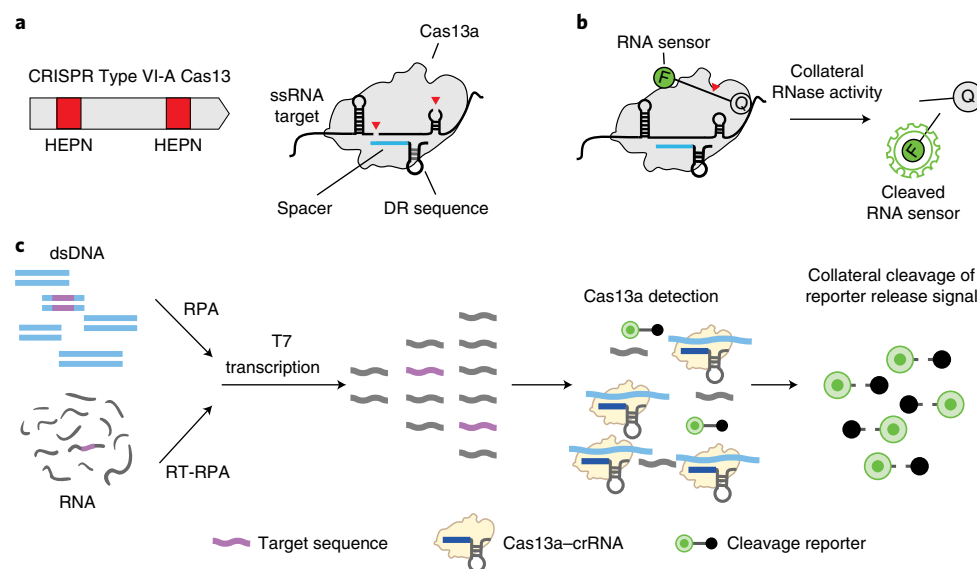 a
CRISPR Type VI-A Cas13
HEPN
HEPN
Cas13a
ssRNA
target
Spacer
DR sequence
b
RNA sensor
F
Q
Collateral
RNase activity
Q
F
Cleaved
RNA sensor
c
dsDNA
RPA
RNA
RT-RPA
T7
transcription
Cas13a detection
Collateral cleavage of
reporter release signal
Target sequence
Cas13a–crRNA
Cleavage reporter